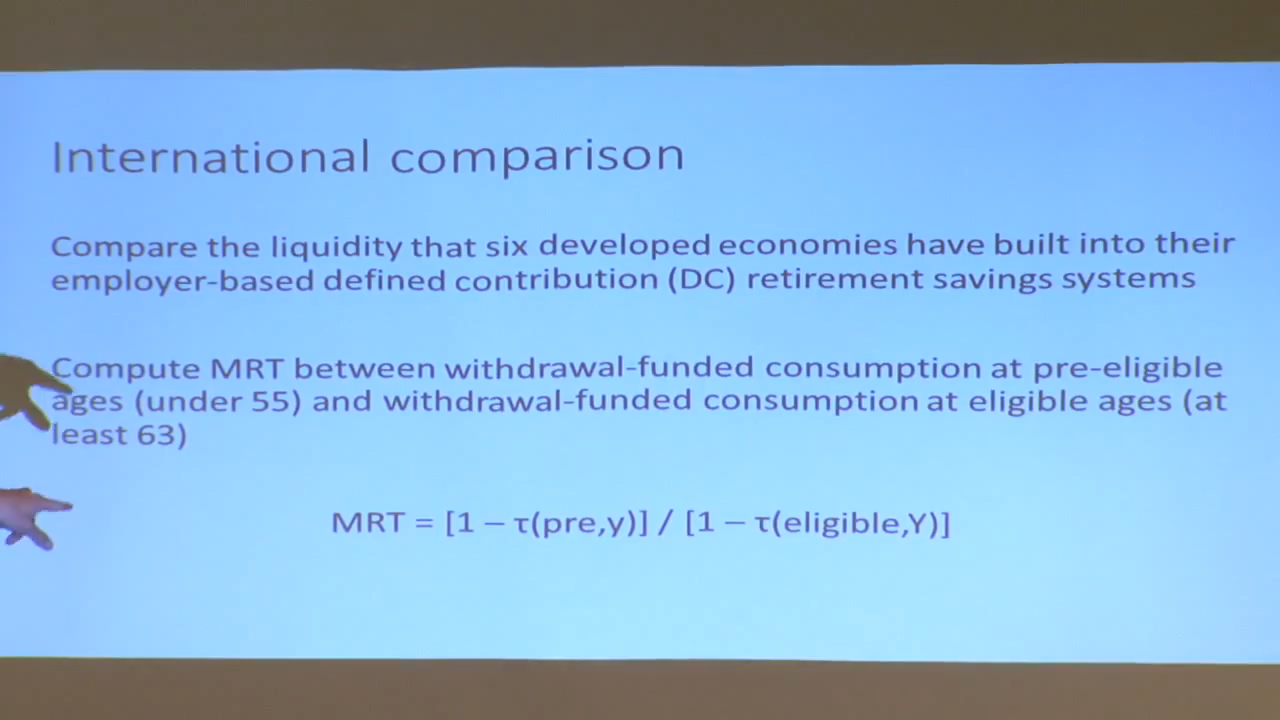 International comparison
Compare the liquidity that six developed economies have built into their
employer-based defined contribution (DC) retirement savings systems
Compute MRT between withdrawal-funded consumption at pre-eligible
ages (under 55) and withdrawal-funded consumption at eligible ages (at
least 63)
MRT = [1 – τ(pre,y)] / [1 – τ(eligible,Y)]